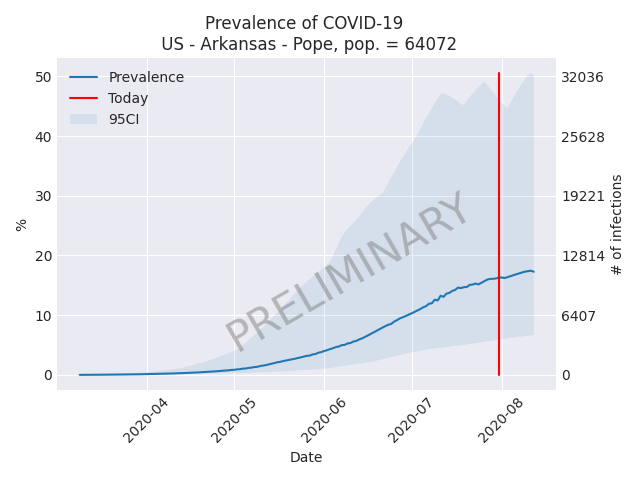 Prevalence of COVID-19
US - Arkansas - Pope, pop. = 64072
Prevalence
Today
95CI
50
40
30
20
10
0
%
32036
25628
19221
12814
6407
0
# of infections
PRELIMINARY
2020-04
2020-05
2020-06
2020-07
2020-08
Date